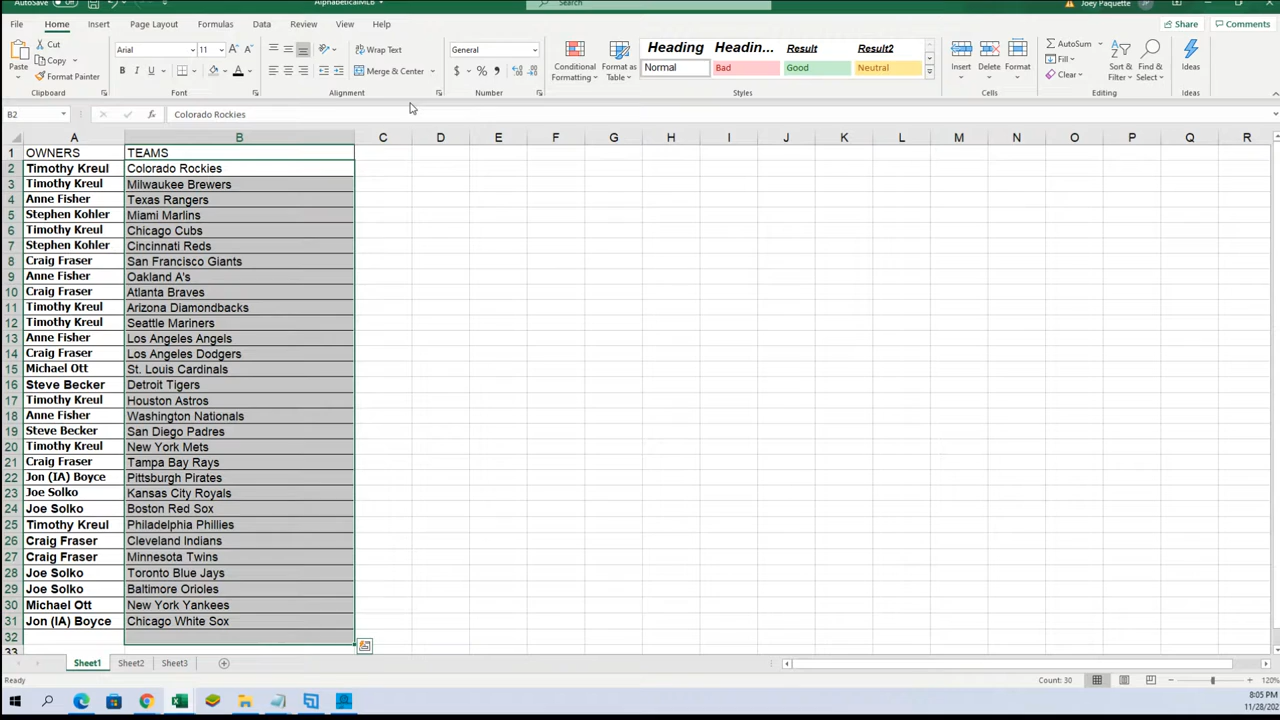 AutoSave
AlphabeticalMLB
Search
Joey Paquette
File Home Insert Page Layout Formulas Data Review View Help
Share Comments
Cut
Copy
Format Painter
Paste
Clipboard
Arial 11
B I U
Font
Wrap Text
Merge & Center
Alignment
General
$ % 9
Number
Conditional Formatting
Format as Table
Heading Headin... Result Result2
Normal Bad Good Neutral
Styles
Insert Delete Format
Cells
AutoSum
Fill
Clear
Sort & Filter
Find & Select
Editing
Ideas
Ideas
B2 fx Colorado Rockies
A B C D E F G H I J K L M N O P Q R
1 OWNERS TEAMS
2 Timothy Kreul Colorado Rockies
3 Timothy Kreul Milwaukee Brewers
4 Anne Fisher Texas Rangers
5 Stephen Kohler Miami Marlins
6 Timothy Kreul Chicago Cubs
7 Stephen Kohler Cincinnati Reds
8 Craig Fraser San Francisco Giants
9 Anne Fisher Oakland A's
10 Craig Fraser Atlanta Braves
11 Timothy Kreul Arizona Diamondbacks
12 Timothy Kreul Seattle Mariners
13 Anne Fisher Los Angeles Angels
14 Craig Fraser Los Angeles Dodgers
15 Michael Ott St. Louis Cardinals
16 Steve Becker Detroit Tigers
17 Timothy Kreul Houston Astros
18 Anne Fisher Washington Nationals
19 Steve Becker San Diego Padres
20 Timothy Kreul New York Mets
21 Craig Fraser Tampa Bay Rays
22 Jon (IA) Boyce Pittsburgh Pirates
23 Joe Solko Kansas City Royals
24 Joe Solko Boston Red Sox
25 Timothy Kreul Philadelphia Phillies
26 Craig Fraser Cleveland Indians
27 Craig Fraser Minnesota Twins
28 Joe Solko Toronto Blue Jays
29 Joe Solko Baltimore Orioles
30 Michael Ott New York Yankees
31 Jon (IA) Boyce Chicago White Sox
32
33
Sheet1 Sheet2 Sheet3
Ready Count: 30 120%
8:05 PM
11/28/202